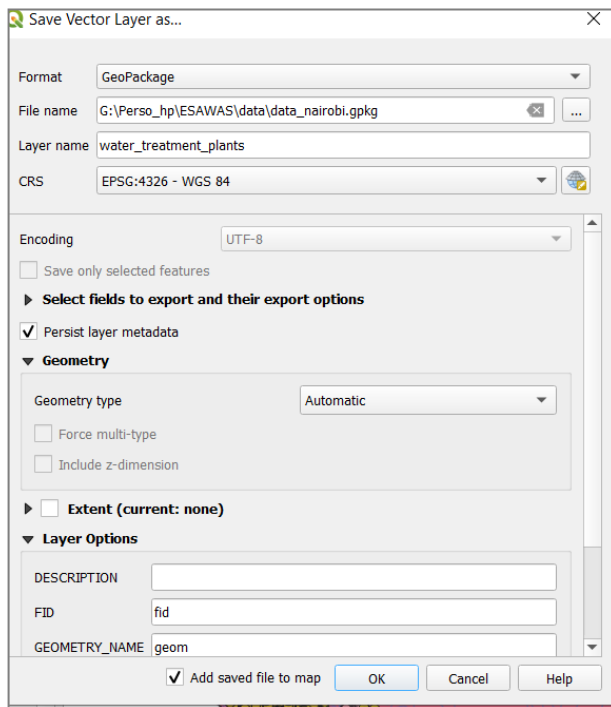 Save Vector Layer as...
Format GeoPackage
File name G:\Perso_hp\ESAWAS\data\data_nairobi.gpkg ...
Layer name water_treatment_plants
CRS EPSG:4326 - WGS 84
Encoding UTF-8
Save only selected features
Select fields to export and their export options
Persist layer metadata
Geometry
Geometry type Automatic
Force multi-type
Include z-dimension
Extent (current: none)
Layer Options
DESCRIPTION
FID fid
GEOMETRY_NAME geom
Add saved file to map OK Cancel Help